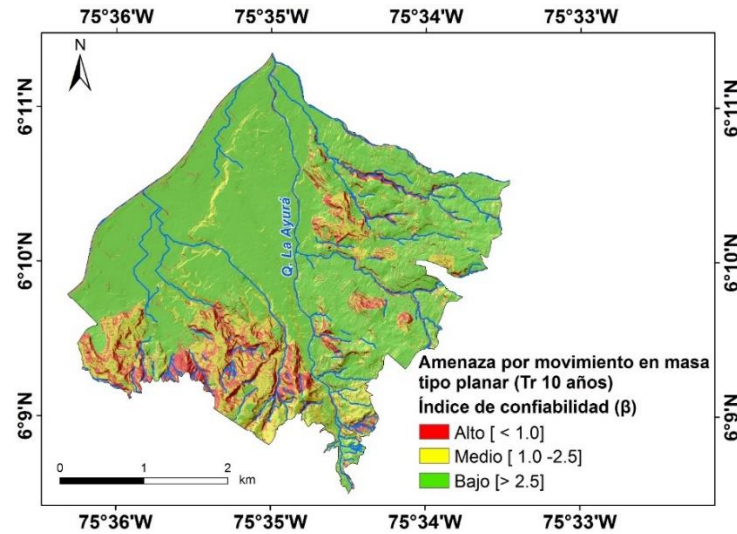 75°36'W 75°35'W 75°34'W 75°33'W
N
6°11'N 6°11'N
Q. La Ayurá
6°10'N 6°10'N
Amenaza por movimiento en masa
tipo planar (Tr 10 años)
Índice de confiabilidad (β)
6°9'N 6°9'N
Alto [ < 1.0]
Medio [ 1.0 -2.5]
Bajo [> 2.5]
0 1 2
km
75°36'W 75°35'W 75°34'W 75°33'W